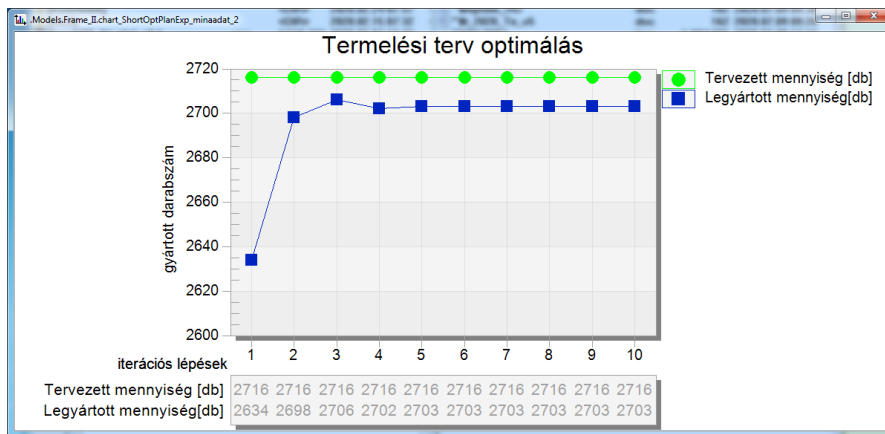 .Models.Frame_II.chart_ShortOptPlanExp_minaadat_2
Termelési terv optimálás
2720
2700
2680
2660
2640
2620
2600
gyártott darabszám
Tervezett mennyiség [db]
Legyártott mennyiség[db]
iterációs lépések
1 2 3 4 5 6 7 8 9 10
Tervezett mennyiség [db] 2716 2716 2716 2716 2716 2716 2716 2716 2716 2716
Legyártott mennyiség[db] 2634 2698 2706 2702 2703 2703 2703 2703 2703 2703